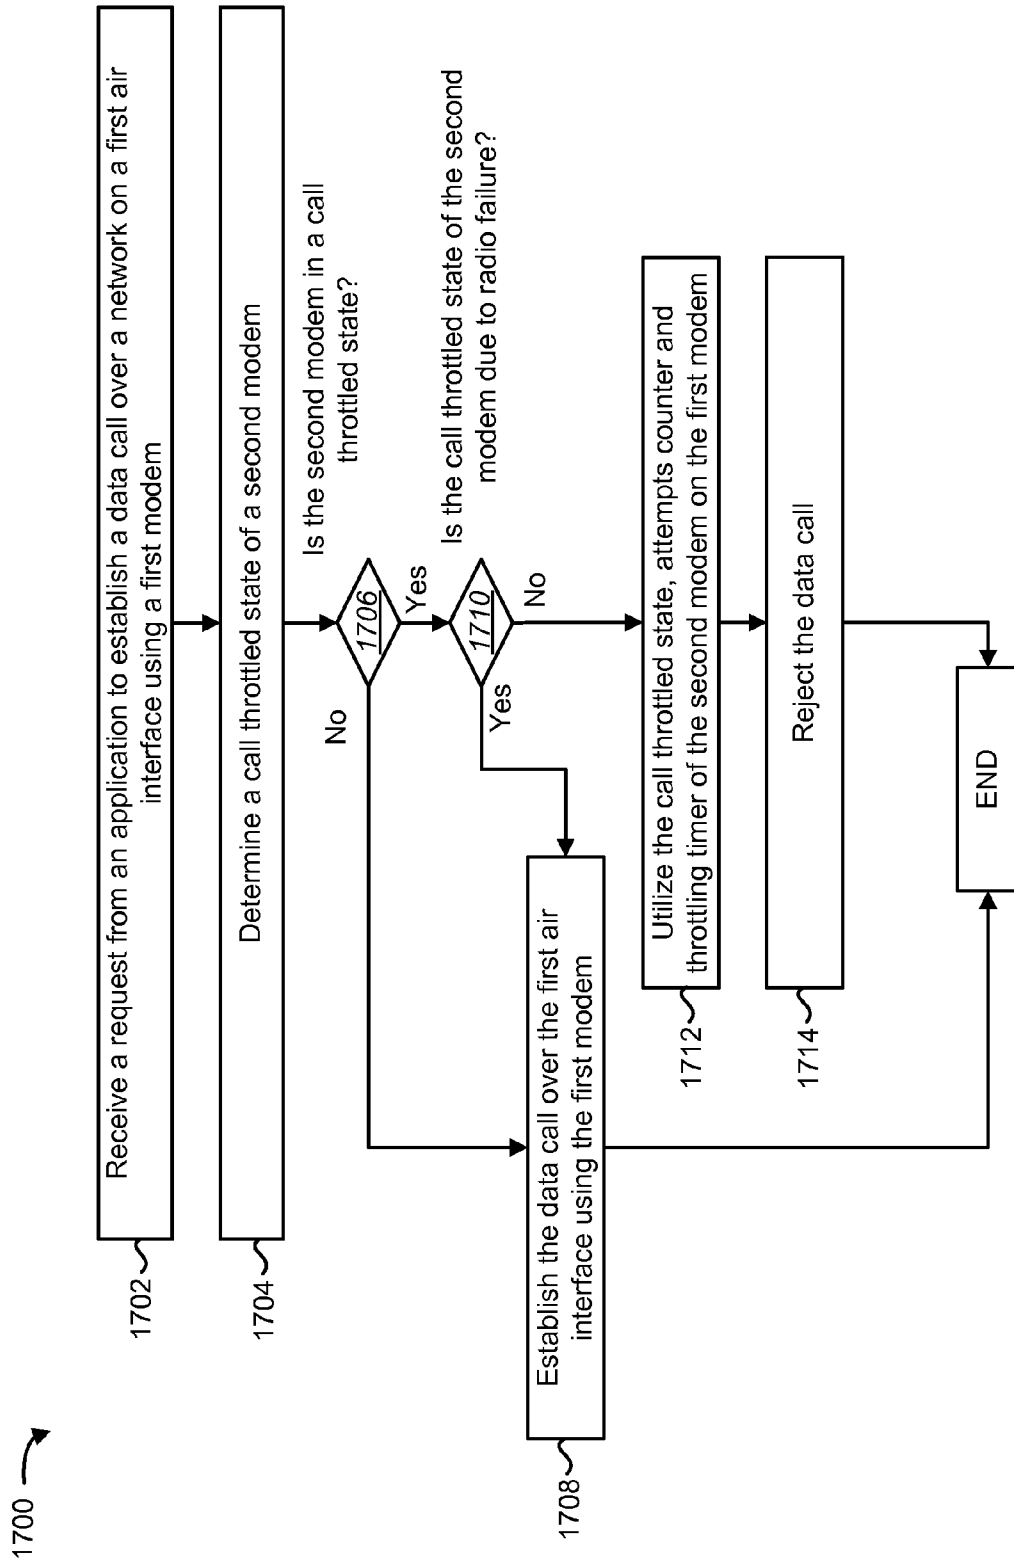 1700
1702
Receive a request from an application to establish a data call over a network on a first air
interface using a first modem
1704
Determine a call throttled state of a second modem
Is the second modem in a call
throttled state?
1706
No
Yes
Is the call throttled state of the second
modem due to radio failure?
1710
Yes
No
1708
Establish the data call over the first air
interface using the first modem
1712
Utilize the call throttled state, attempts counter and
throttling timer of the second modem on the first modem
1714
Reject the data call
END